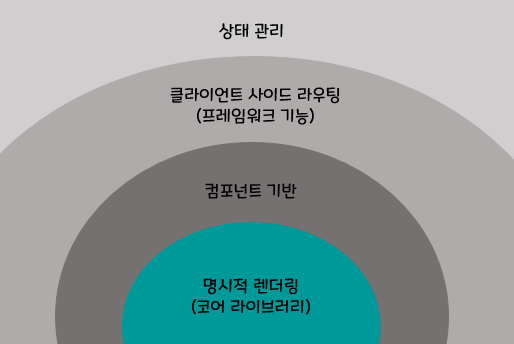 상태 관리
클라이언트 사이드 라우팅
(프레임워크 기능)
컴포넌트 기반
명시적 렌더링
(코어 라이브러리)